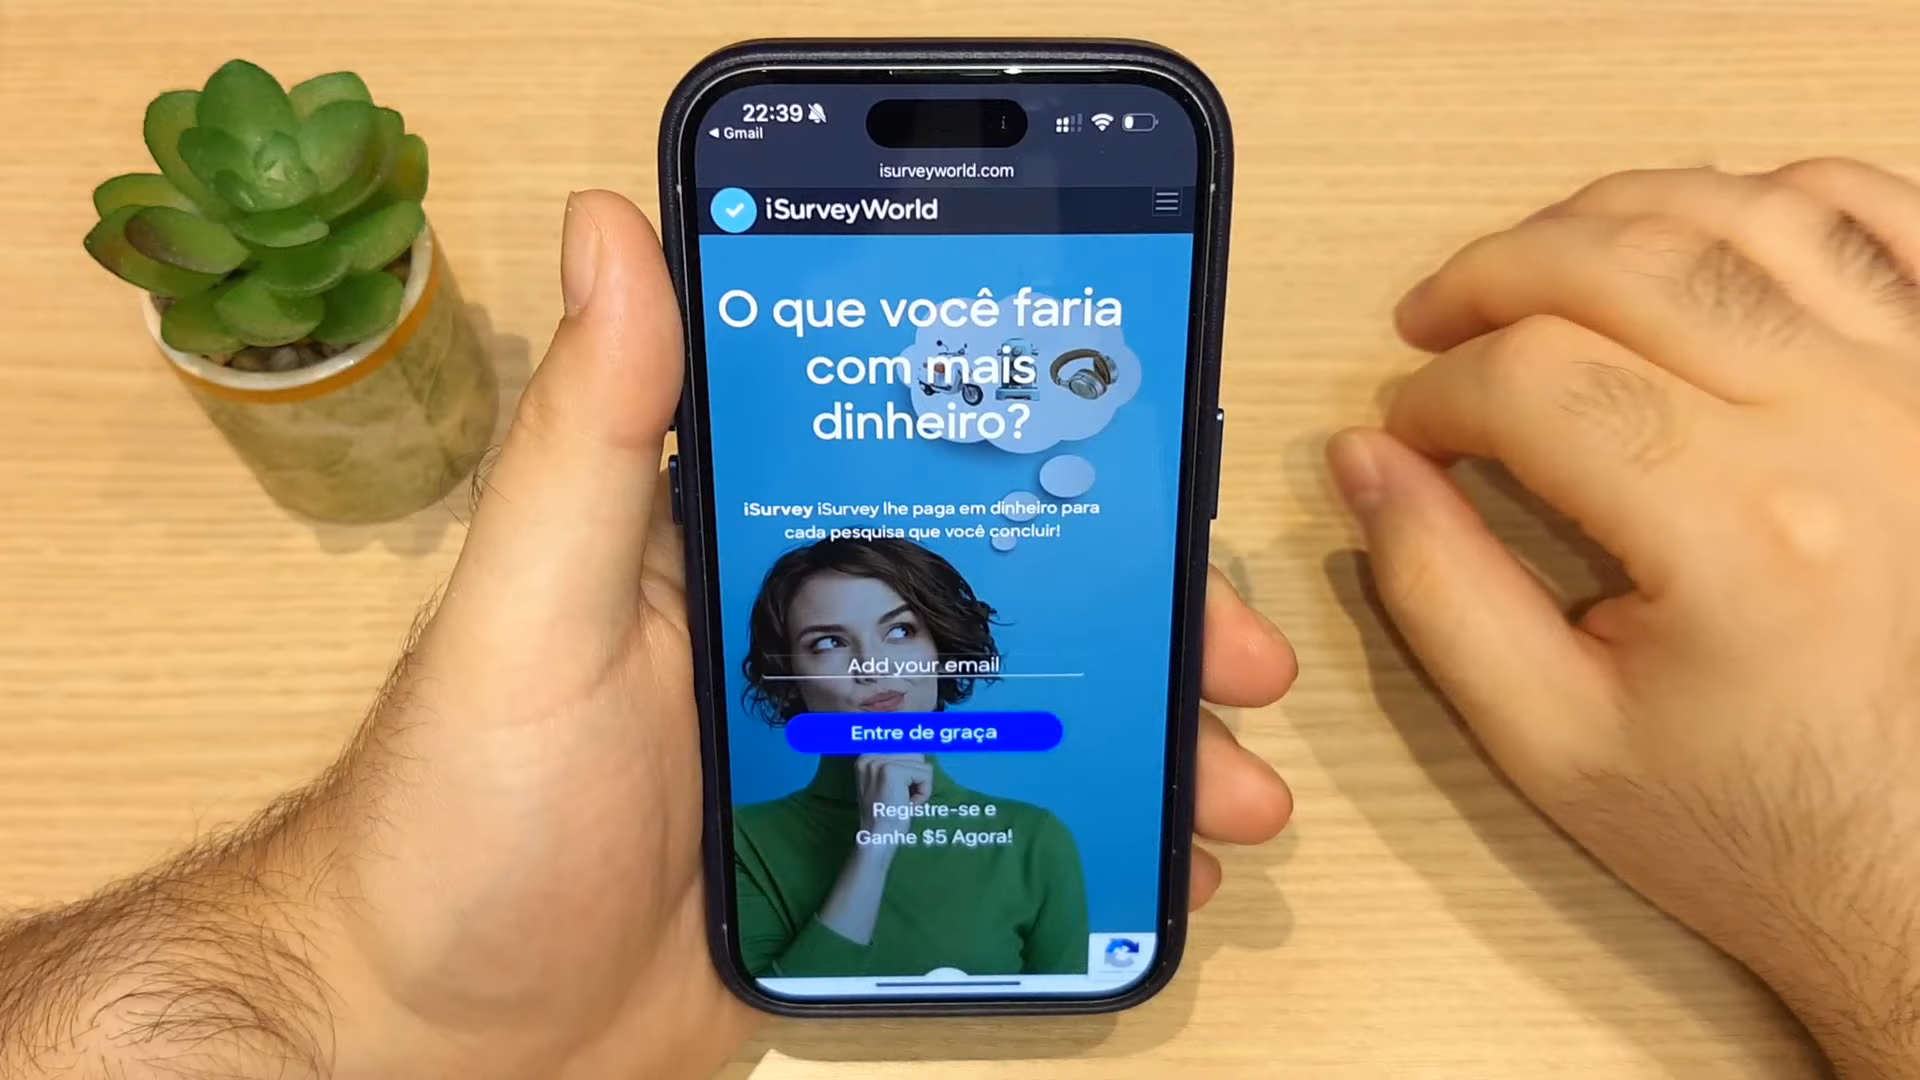 22:39
◀ Gmail
isurveyworld.com
iSurveyWorld
O que você faria
com mais
dinheiro?
iSurvey iSurvey lhe paga em dinheiro para
cada pesquisa que você concluir!
Add your email
Entre de graça
Registre-se e
Ganhe $5 Agora!